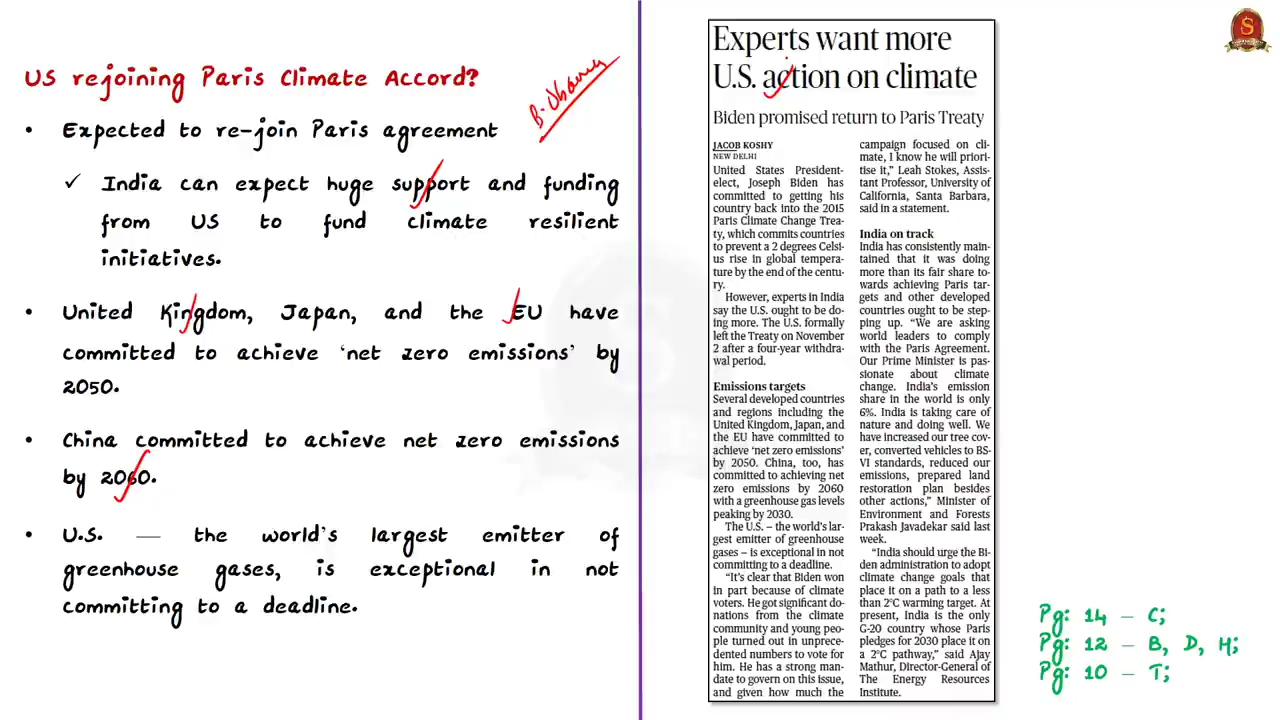 US rejoining Paris Climate Accord?
B. Obama
• Expected to re-join Paris agreement
✓ India can expect huge support and funding
from US to fund climate resilient
initiatives.
• United Kingdom, Japan, and the EU have
committed to achieve ‘net zero emissions’ by
2050.
• China committed to achieve net zero emissions
by 2060.
• U.S. — the world's largest emitter of
greenhouse gases, is exceptional in not
committing to a deadline.
Experts want more
U.S. action on climate
Biden promised return to Paris Treaty
JACOB KOSHY
NEW DELHI
United States President-
elect, Joseph Biden has
committed to getting his
country back into the 2015
Paris Climate Change Trea-
ty, which commits countries
to prevent a 2 degrees Celsi-
us rise in global tempera-
ture by the end of the centu-
ry.
However, experts in India
say the U.S. ought to be do-
ing more. The U.S. formally
left the Treaty on November
2 after a four-year withdra-
wal period.
Emissions targets
Several developed countries
and regions including the
United Kingdom, Japan, and
the EU have committed to
achieve ‘net zero emissions’
by 2050. China, too, has
committed to achieving net
zero emissions by 2060
with a greenhouse gas levels
peaking by 2030.
The U.S. – the world's lar-
gest emitter of greenhouse
gases – is exceptional in not
committing to a deadline.
“It's clear that Biden won
in part because of climate
voters. He got significant do-
nations from the climate
community and young peo-
ple turned out in unprece-
dented numbers to vote for
him. He has a strong man-
date to govern on this issue,
and given how much the
campaign focused on cli-
mate, I know he will priori-
tise it,” Leah Stokes, Assis-
tant Professor, University of
California, Santa Barbara,
said in a statement.
India on track
India has consistently main-
tained that it was doing
more than its fair share to-
wards achieving Paris tar-
gets and other developed
countries ought to be step-
ping up. “We are asking
world leaders to comply
with the Paris Agreement.
Our Prime Minister is pas-
sionate about climate
change. India's emission
share in the world is only
6%. India is taking care of
nature and doing well. We
have increased our tree cov-
er, converted vehicles to BS-
VI standards, reduced our
emissions, prepared land
restoration plan besides
other actions,” Minister of
Environment and Forests
Prakash Javadekar said last
week.
“India should urge the Bi-
den administration to adopt
climate change goals that
place it on a path to a less
than 2°C warming target. At
present, India is the only
G-20 country whose Paris
pledges for 2030 place it on
a 2°C pathway,” said Ajay
Mathur, Director-General of
The Energy Resources
Institute.
S
Pg: 14 – C;
Pg: 12 – B, D, H;
Pg: 10 – T;